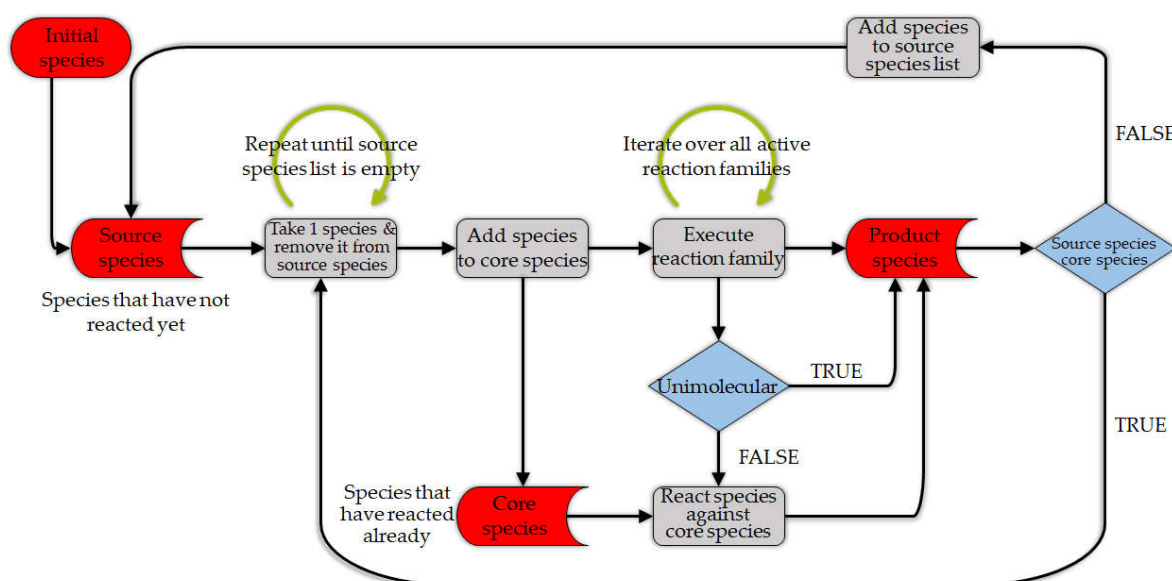 Initial
species
Add species
to source
species list
FALSE
Repeat until source
species list is empty
Iterate over all active
reaction families
Source
species
Take 1 species &
remove it from
source species
Add species
to core species
Execute
reaction family
Product
species
Source species
core species
Species that have not
reacted yet
Unimolecular
TRUE
TRUE
FALSE
Species that
have reacted
already
Core
species
React species
against
core species